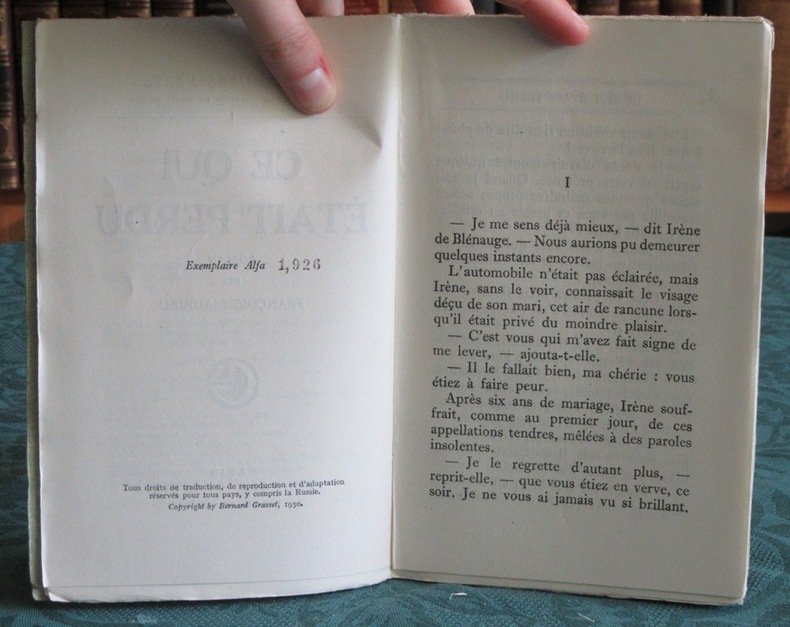 Exemplaire Alfa 1,926
Tous droits de traduction, de reproduction et d'adaptation
réservés pour tous pays, y compris la Russie.
Copyright by Bernard Grasset, 1930.
I
— Je me sens déjà mieux, — dit Irène
de Blénauge. — Nous aurions pu demeurer
quelques instants encore.
L'automobile n'était pas éclairée, mais
Irène, sans le voir, connaissait le visage
déçu de son mari, cet air de rancune lors-
qu'il était privé du moindre plaisir.
— C'est vous qui m'avez fait signe de
me lever, — ajouta-t-elle.
— Il le fallait bien, ma chérie : vous
étiez à faire peur.
Après six ans de mariage, Irène souf-
frait, comme au premier jour, de ces
appellations tendres, mêlées à des paroles
insolentes.
— Je le regrette d'autant plus, —
reprit-elle, — que vous étiez en verve, ce
soir. Je ne vous ai jamais vu si brillant.
CE QUI
ÉTAIT PERDU